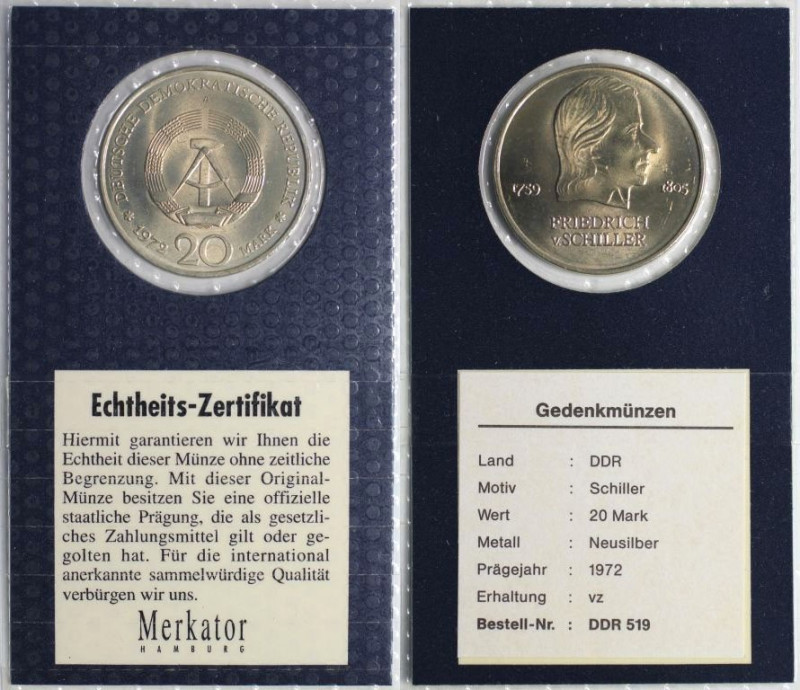 DEUTSCHE DEMOKRATISCHE REPUBLIK
A
* 1972 20 MARK *
Echtheits-Zertifikat
Hiermit garantieren wir Ihnen die
Echtheit dieser Münze ohne zeitliche
Begrenzung. Mit dieser Original-
Münze besitzen Sie eine offizielle
staatliche Prägung, die als gesetzli-
ches Zahlungsmittel gilt oder ge-
golten hat. Für die international
anerkannte sammelwürdige Qualität
verbürgen wir uns.
Merkator
HAMBURG
1759 1805
FRIEDRICH
vSCHILLER
Gedenkmünzen
Land : DDR
Motiv : Schiller
Wert : 20 Mark
Metall : Neusilber
Prägejahr : 1972
Erhaltung : vz
Bestell-Nr. : DDR 519